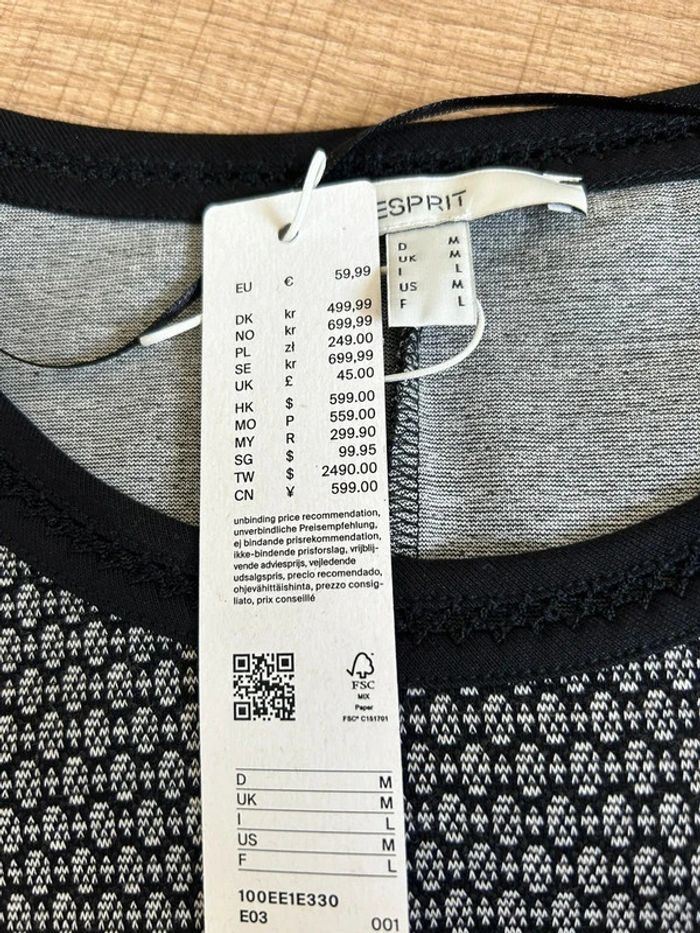 ESPRIT
D M
UK M
I L
US M
F L
EU € 59,99
DK kr 499,99
NO kr 699,99
PL zł 249.00
SE kr 699,99
UK £ 45.00
HK $ 599.00
MO P 559.00
MY R 299.90
SG $ 99.95
TW $ 2490.00
CN ¥ 599.00
unbinding price recommendation,
unverbindliche Preisempfehlung,
ej bindande prisrekommendation,
ikke-bindende prisforslag, vrijblij-
vende adviesprijs, vejledende
udsalgspris, precio recomendado,
ohjevähittäishinta, prezzo consig-
liato, prix conseillé
FSC
MIX
Paper
FSC® C151701
D M
UK M
I L
US M
F L
100EE1E330
E03 001